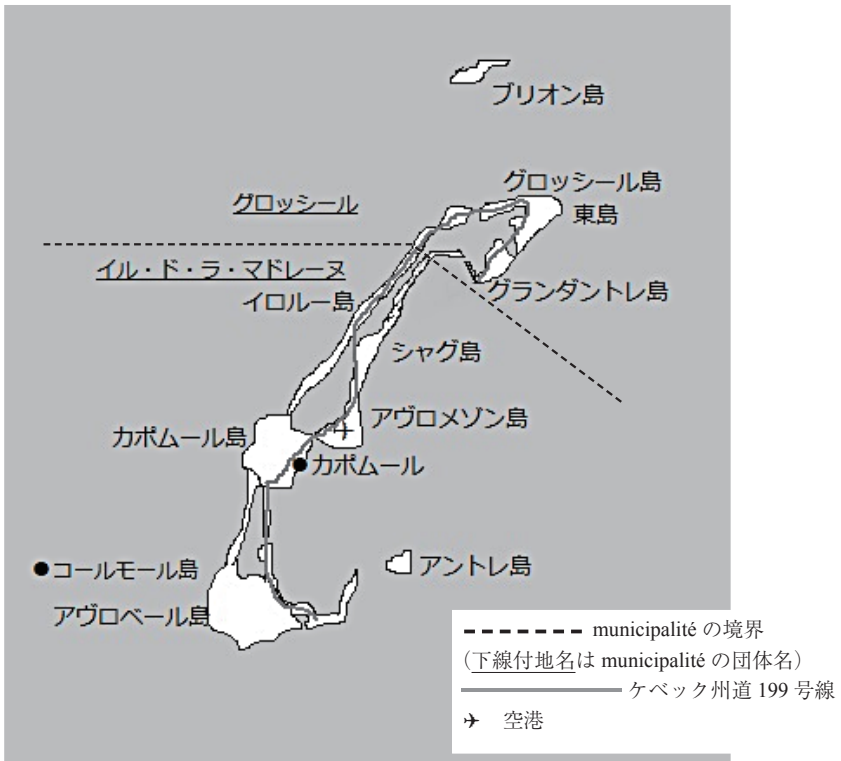 ブリオン島
グロッシール島
グロッシール
東島
イル・ド・ラ・マドレーヌ
グランダントレ島
イロルー島
シャグ島
アヴロメゾン島
カポムール島
カポムール
コールモール島
アントレ島
アヴロベール島
municipalité の境界
(下線付地名は municipalité の団体名)
ケベック州道 199 号線
空港